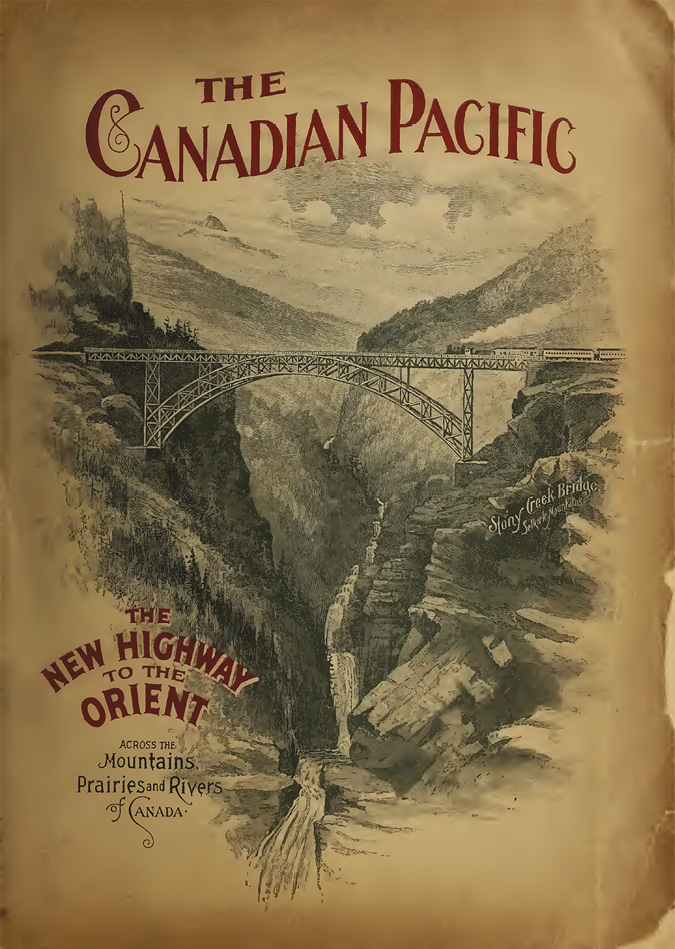 THE
CANADIAN PACIFIC
Stony Creek Bridge,
Selkirk Mountains.
THE
NEW HIGHWAY
TO THE
ORIENT
ACROSS THE
Mountains,
Prairies and Rivers
of CANADA.